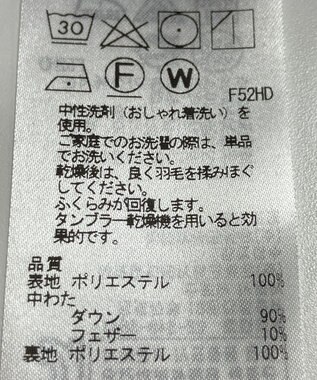 30
F W
F52HD
中性洗剤（おしゃれ着洗い）を
使用。
ご家庭でのお洗濯の際は、単品
でお洗いください。
乾燥後は、良く羽毛を揉みほぐ
してください。
ふくらみが回復します。
タンブラー乾燥機を用いると効
果的です。
品質
表地 ポリエステル 100%
中わた
ダウン 90%
フェザー 10%
裏地 ポリエステル 100%